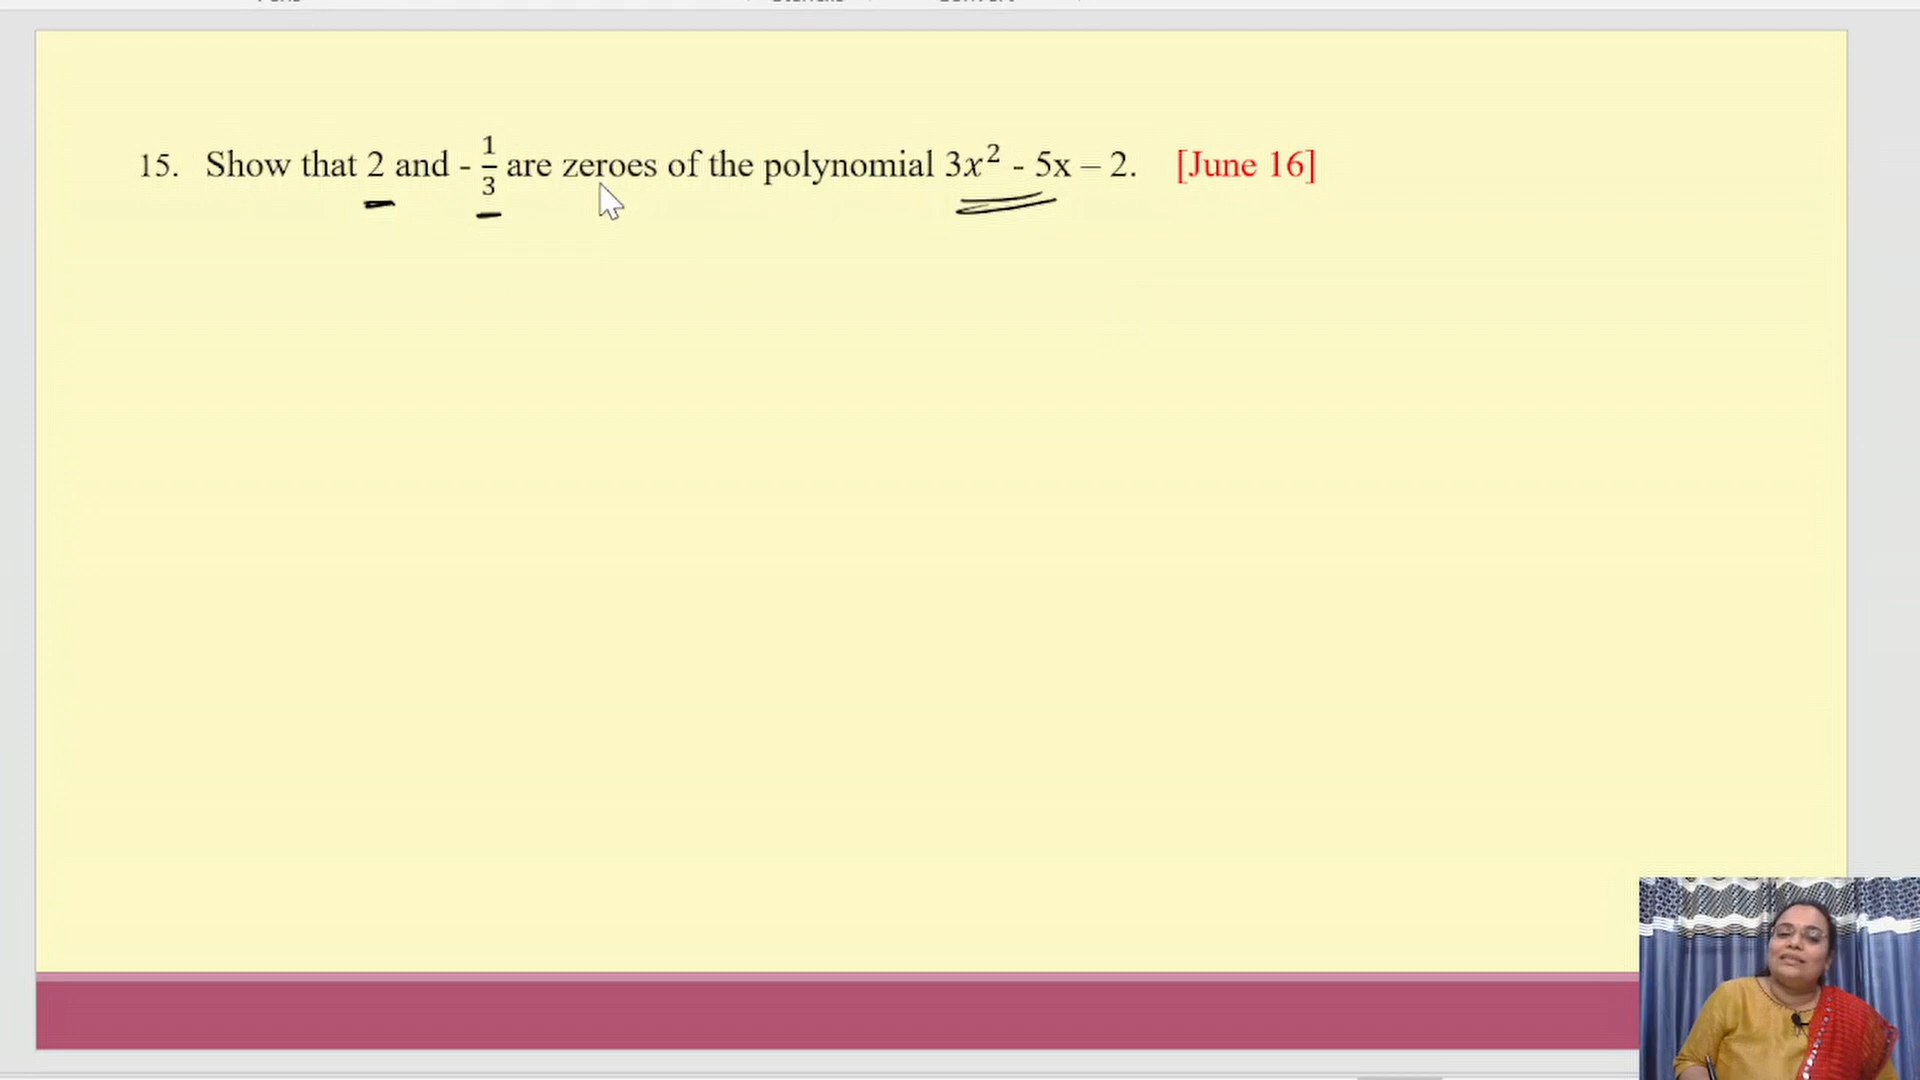 15. Show that 2 and - 1/3 are zeroes of the polynomial 3x² - 5x – 2. [June 16]